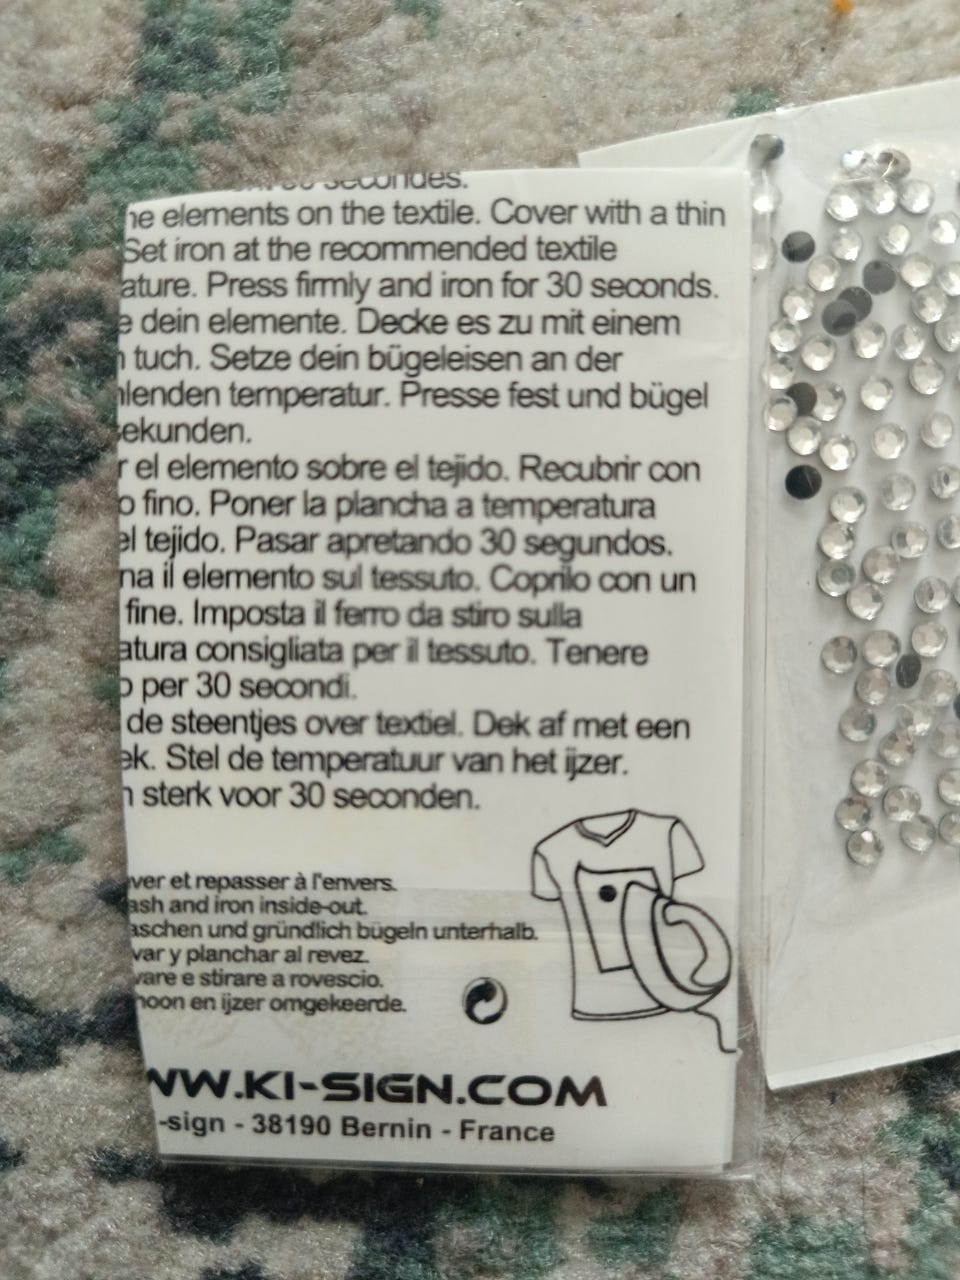 secondes.
he elements on the textile. Cover with a thin
Set iron at the recommended textile
ature. Press firmly and iron for 30 seconds.
e dein elemente. Decke es zu mit einem
n tuch. Setze dein bügeleisen an der
hlenden temperatur. Presse fest und bügel
sekunden.
r el elemento sobre el tejido. Recubrir con
o fino. Poner la plancha a temperatura
el tejido. Pasar apretando 30 segundos.
na il elemento sul tessuto. Coprilo con un
fine. Imposta il ferro da stiro sulla
atura consigliata per il tessuto. Tenere
o per 30 secondi.
de steentjes over textiel. Dek af met een
ek. Stel de temperatuur van het ijzer.
n sterk voor 30 seconden.
ver et repasser à l'envers.
ash and iron inside-out.
aschen und gründlich bügeln unterhalb.
var y planchar al revez.
vare e stirare a rovescio.
hoon en ijzer omgekeerde.
WW.KI-SIGN.COM
-sign - 38190 Bernin - France